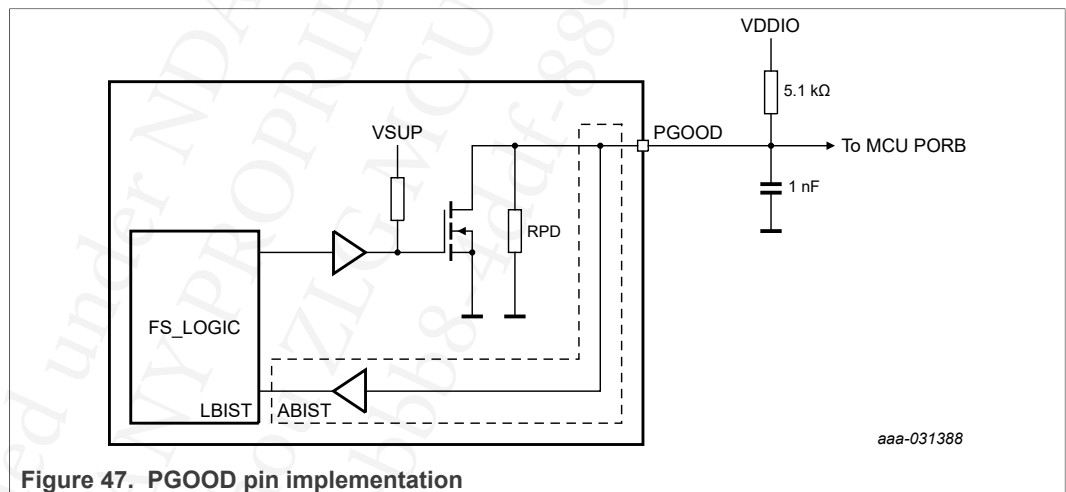 VDDIO
5.1 kΩ
VSUP
PGOOD
To MCU PORB
1 nF
RPD
FS_LOGIC
LBIST
ABIST
aaa-031388
Figure 47. PGOOD pin implementation